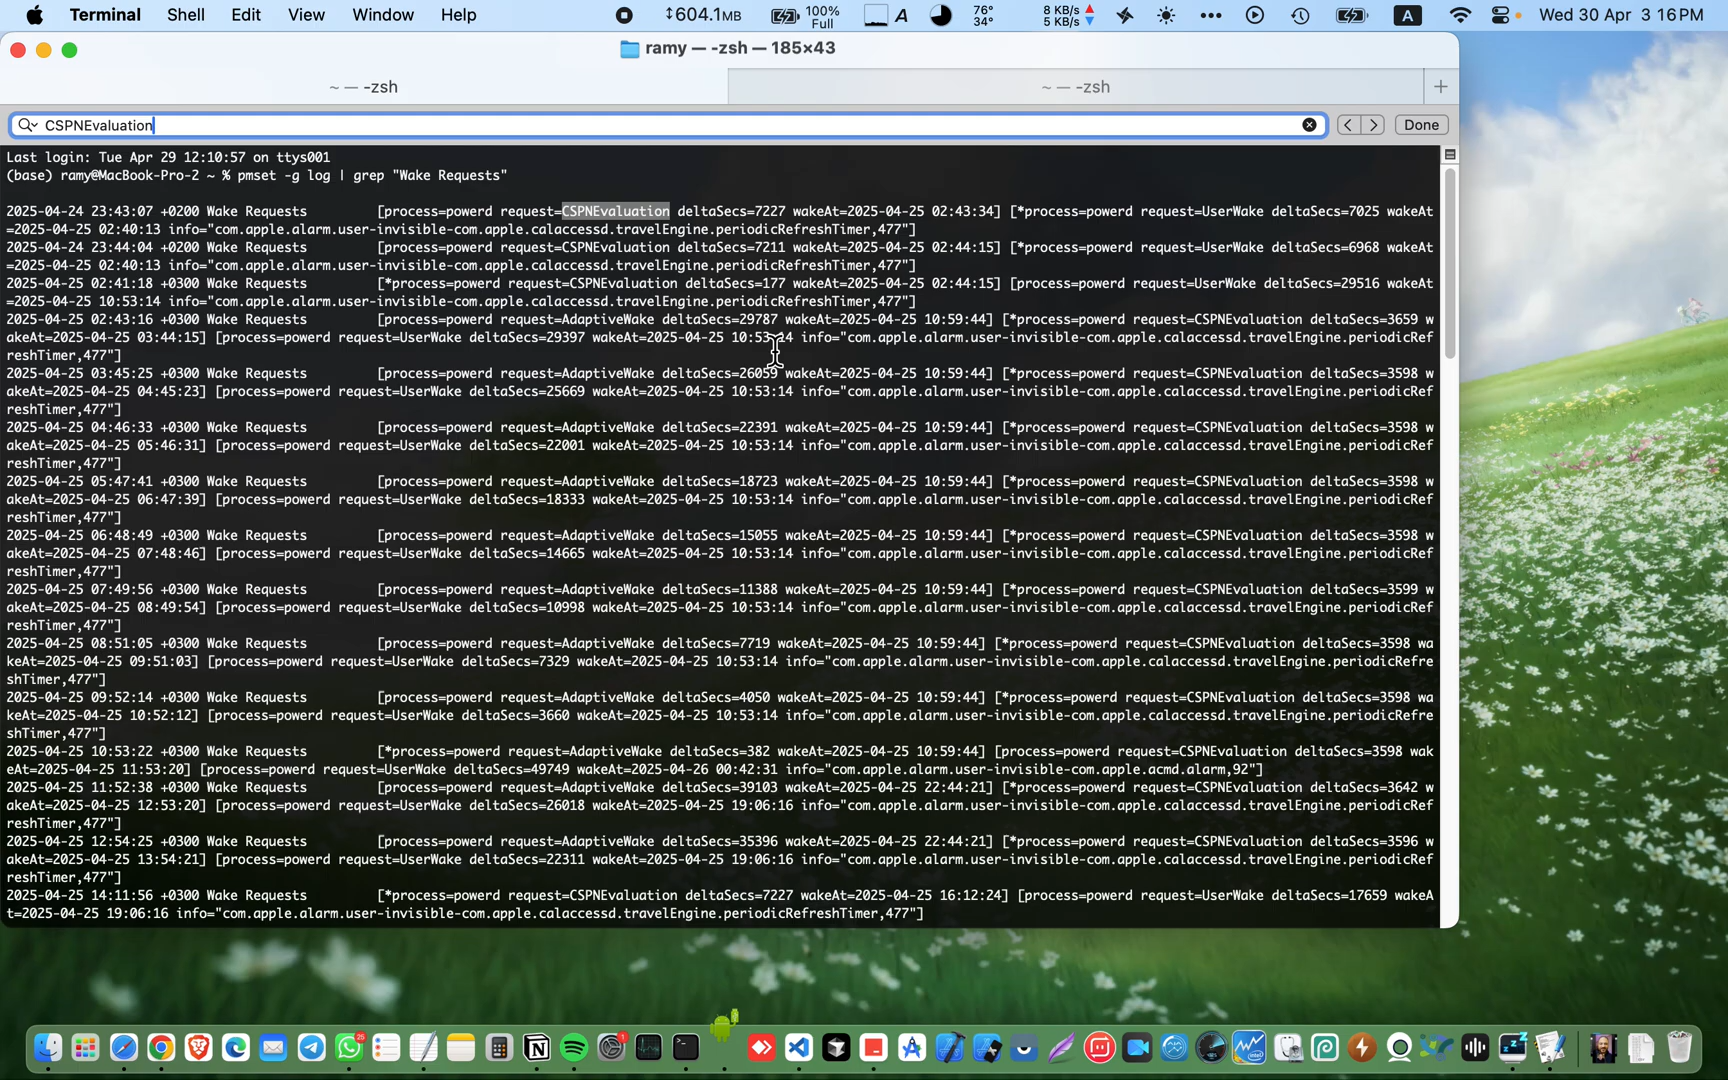 Terminal Shell Edit View Window Help 604.1MB 100% Full A 76° 34° 8 KB/s 5 KB/s A Wed 30 Apr 3 16 PM
ramy — -zsh — 185×43
~ — -zsh ~ — -zsh +
CSPNEvaluation Done
Last login: Tue Apr 29 12:10:57 on ttys001
(base) ramy@MacBook-Pro-2 ~ % pmset -g log | grep "Wake Requests"
2025-04-24 23:43:07 +0200 Wake Requests [process=powerd request=CSPNEvaluation deltaSecs=7227 wakeAt=2025-04-25 02:43:34] [*process=powerd request=UserWake deltaSecs=7025 wakeAt
=2025-04-25 02:40:13 info="com.apple.alarm.user-invisible-com.apple.calaccessd.travelEngine.periodicRefreshTimer,477"]
2025-04-24 23:44:04 +0200 Wake Requests [process=powerd request=CSPNEvaluation deltaSecs=7211 wakeAt=2025-04-25 02:44:15] [*process=powerd request=UserWake deltaSecs=6968 wakeAt
=2025-04-25 02:40:13 info="com.apple.alarm.user-invisible-com.apple.calaccessd.travelEngine.periodicRefreshTimer,477"]
2025-04-25 02:41:18 +0300 Wake Requests [*process=powerd request=CSPNEvaluation deltaSecs=177 wakeAt=2025-04-25 02:44:15] [process=powerd request=UserWake deltaSecs=29516 wakeAt
=2025-04-25 10:53:14 info="com.apple.alarm.user-invisible-com.apple.calaccessd.travelEngine.periodicRefreshTimer,477"]
2025-04-25 02:43:16 +0300 Wake Requests [process=powerd request=AdaptiveWake deltaSecs=29787 wakeAt=2025-04-25 10:59:44] [*process=powerd request=CSPNEvaluation deltaSecs=3659 w
akeAt=2025-04-25 03:44:15] [process=powerd request=UserWake deltaSecs=29397 wakeAt=2025-04-25 10:53:14 info="com.apple.alarm.user-invisible-com.apple.calaccessd.travelEngine.periodicRef
reshTimer,477"]
2025-04-25 03:45:25 +0300 Wake Requests [process=powerd request=AdaptiveWake deltaSecs=26059 wakeAt=2025-04-25 10:59:44] [*process=powerd request=CSPNEvaluation deltaSecs=3598 w
akeAt=2025-04-25 04:45:23] [process=powerd request=UserWake deltaSecs=25669 wakeAt=2025-04-25 10:53:14 info="com.apple.alarm.user-invisible-com.apple.calaccessd.travelEngine.periodicRef
reshTimer,477"]
2025-04-25 04:46:33 +0300 Wake Requests [process=powerd request=AdaptiveWake deltaSecs=22391 wakeAt=2025-04-25 10:59:44] [*process=powerd request=CSPNEvaluation deltaSecs=3598 w
akeAt=2025-04-25 05:46:31] [process=powerd request=UserWake deltaSecs=22001 wakeAt=2025-04-25 10:53:14 info="com.apple.alarm.user-invisible-com.apple.calaccessd.travelEngine.periodicRef
reshTimer,477"]
2025-04-25 05:47:41 +0300 Wake Requests [process=powerd request=AdaptiveWake deltaSecs=18723 wakeAt=2025-04-25 10:59:44] [*process=powerd request=CSPNEvaluation deltaSecs=3598 w
akeAt=2025-04-25 06:47:39] [process=powerd request=UserWake deltaSecs=18333 wakeAt=2025-04-25 10:53:14 info="com.apple.alarm.user-invisible-com.apple.calaccessd.travelEngine.periodicRef
reshTimer,477"]
2025-04-25 06:48:49 +0300 Wake Requests [process=powerd request=AdaptiveWake deltaSecs=15055 wakeAt=2025-04-25 10:59:44] [*process=powerd request=CSPNEvaluation deltaSecs=3598 w
akeAt=2025-04-25 07:48:46] [process=powerd request=UserWake deltaSecs=14665 wakeAt=2025-04-25 10:53:14 info="com.apple.alarm.user-invisible-com.apple.calaccessd.travelEngine.periodicRef
reshTimer,477"]
2025-04-25 07:49:56 +0300 Wake Requests [process=powerd request=AdaptiveWake deltaSecs=11388 wakeAt=2025-04-25 10:59:44] [*process=powerd request=CSPNEvaluation deltaSecs=3599 w
akeAt=2025-04-25 08:49:54] [process=powerd request=UserWake deltaSecs=10998 wakeAt=2025-04-25 10:53:14 info="com.apple.alarm.user-invisible-com.apple.calaccessd.travelEngine.periodicRef
reshTimer,477"]
2025-04-25 08:51:05 +0300 Wake Requests [process=powerd request=AdaptiveWake deltaSecs=7719 wakeAt=2025-04-25 10:59:44] [*process=powerd request=CSPNEvaluation deltaSecs=3598 wa
keAt=2025-04-25 09:51:03] [process=powerd request=UserWake deltaSecs=7329 wakeAt=2025-04-25 10:53:14 info="com.apple.alarm.user-invisible-com.apple.calaccessd.travelEngine.periodicRefre
shTimer,477"]
2025-04-25 09:52:14 +0300 Wake Requests [process=powerd request=AdaptiveWake deltaSecs=4050 wakeAt=2025-04-25 10:59:44] [*process=powerd request=CSPNEvaluation deltaSecs=3598 wa
keAt=2025-04-25 10:52:12] [process=powerd request=UserWake deltaSecs=3660 wakeAt=2025-04-25 10:53:14 info="com.apple.alarm.user-invisible-com.apple.calaccessd.travelEngine.periodicRefre
shTimer,477"]
2025-04-25 10:53:22 +0300 Wake Requests [*process=powerd request=AdaptiveWake deltaSecs=382 wakeAt=2025-04-25 10:59:44] [process=powerd request=CSPNEvaluation deltaSecs=3598 wak
eAt=2025-04-25 11:53:20] [process=powerd request=UserWake deltaSecs=49749 wakeAt=2025-04-26 00:42:31 info="com.apple.alarm.user-invisible-com.apple.acmd.alarm,92"]
2025-04-25 11:52:38 +0300 Wake Requests [process=powerd request=AdaptiveWake deltaSecs=39103 wakeAt=2025-04-25 22:44:21] [*process=powerd request=CSPNEvaluation deltaSecs=3642 w
akeAt=2025-04-25 12:53:20] [process=powerd request=UserWake deltaSecs=26018 wakeAt=2025-04-25 19:06:16 info="com.apple.alarm.user-invisible-com.apple.calaccessd.travelEngine.periodicRef
reshTimer,477"]
2025-04-25 12:54:25 +0300 Wake Requests [process=powerd request=AdaptiveWake deltaSecs=35396 wakeAt=2025-04-25 22:44:21] [*process=powerd request=CSPNEvaluation deltaSecs=3596 w
akeAt=2025-04-25 13:54:21] [process=powerd request=UserWake deltaSecs=22311 wakeAt=2025-04-25 19:06:16 info="com.apple.alarm.user-invisible-com.apple.calaccessd.travelEngine.periodicRef
reshTimer,477"]
2025-04-25 14:11:56 +0300 Wake Requests [*process=powerd request=CSPNEvaluation deltaSecs=7227 wakeAt=2025-04-25 16:12:24] [process=powerd request=UserWake deltaSecs=17659 wakeA
t=2025-04-25 19:06:16 info="com.apple.alarm.user-invisible-com.apple.calaccessd.travelEngine.periodicRefreshTimer,477"]